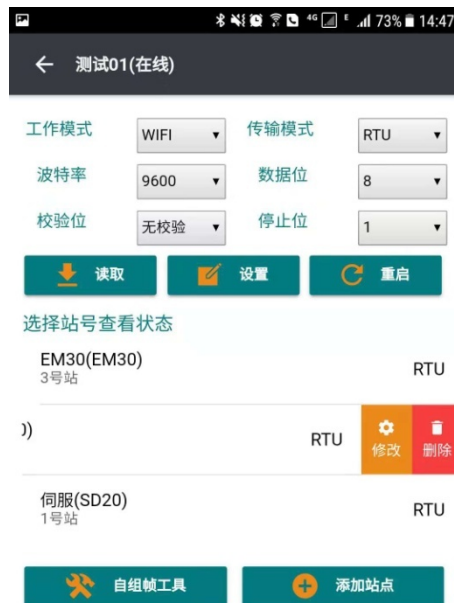 4G E 73% 14:47
测试01(在线)
工作模式 WIFI 传输模式 RTU
波特率 9600 数据位 8
校验位 无校验 停止位 1
读取 设置 重启
选择站号查看状态
EM30(EM30)
3号站 RTU
)) RTU 修改 删除
伺服(SD20)
1号站 RTU
自组帧工具 添加站点